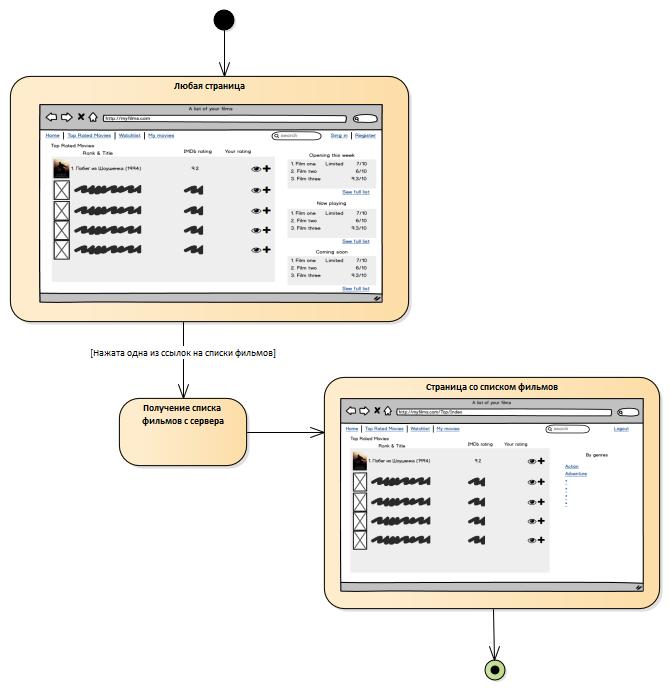 Любая страница
A list of your films
http://myfilms.com
Home | Top Rated Movies | Watchlist | My movies
search
Sing in | Register
Top Rated Movies
Rank & Title IMDb rating Your rating
1. Побег из Шоушенка (1994) 9.2
Opening this week
1. Film one Limited 7/10
2. Film two 6/10
3. Film three 9.3/10
See full list
Now playing
1. Film one Limited 7/10
2. Film two 6/10
3. Film three 9.3/10
See full list
Coming soon
1. Film one Limited 7/10
2. Film two 6/10
3. Film three 9.3/10
See full list
[Нажата одна из ссылок на списки фильмов]
Получение списка
фильмов с сервера
Страница со списком фильмов
A list of your films
http://myfilms.com/Top/Index
Home | Top Rated Movies | Watchlist | My movies
search
Logout
Top Rated Movies
Rank & Title IMDb rating Your rating
1. Побег из Шоушенка (1994) 9.2
By genres
Action
Adventure